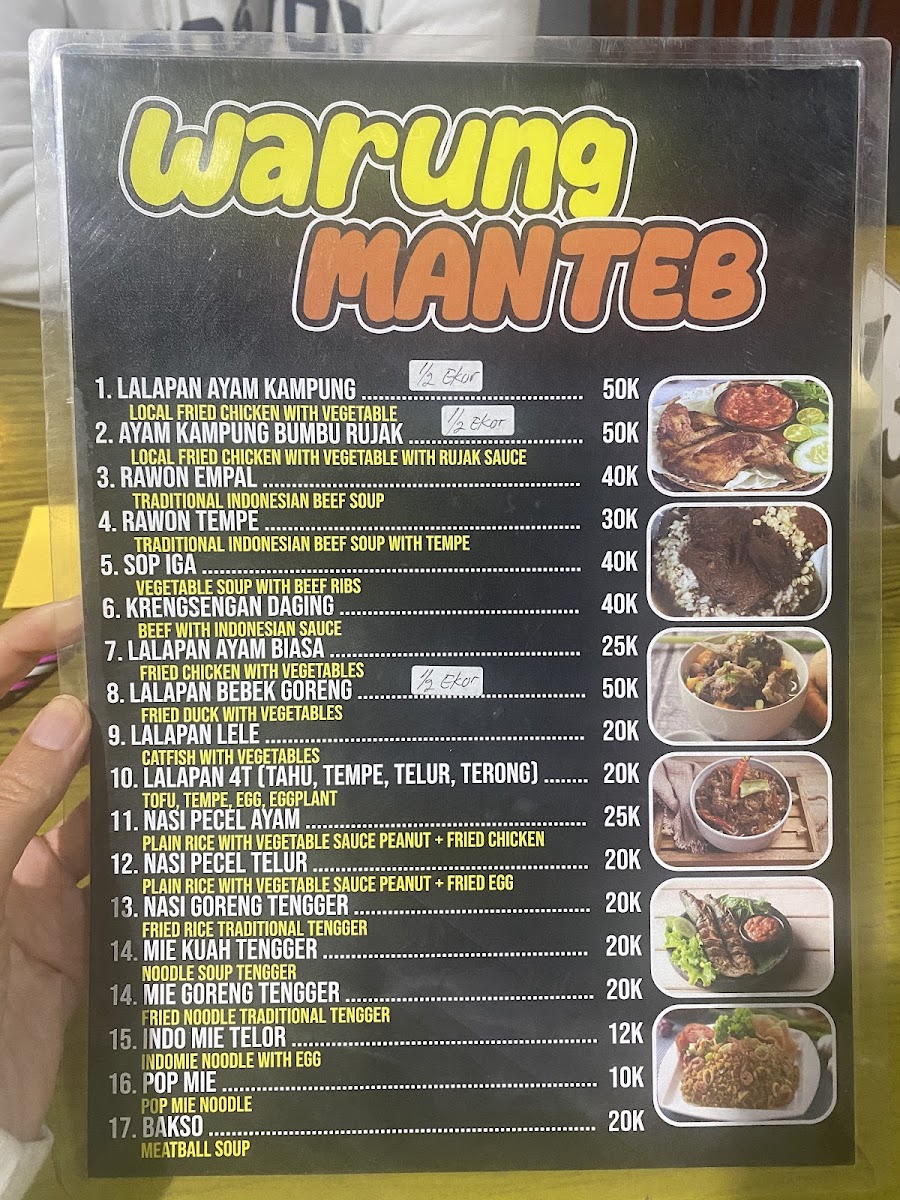 warung
MANTEB
1. LALAPAN AYAM KAMPUNG ........ 1/2 Ekor 50K
LOCAL FRIED CHICKEN WITH VEGETABLE
2. AYAM KAMPUNG BUMBU RUJAK ........ 1/2 Ekor 50K
LOCAL FRIED CHICKEN WITH VEGETABLE WITH RUJAK SAUCE
3. RAWON EMPAL ........ 40K
TRADITIONAL INDONESIAN BEEF SOUP
4. RAWON TEMPE ........ 30K
TRADITIONAL INDONESIAN BEEF SOUP WITH TEMPE
5. SOP IGA ........ 40K
VEGETABLE SOUP WITH BEEF RIBS
6. KRENGSENGAN DAGING ........ 40K
BEEF WITH INDONESIAN SAUCE
7. LALAPAN AYAM BIASA ........ 25K
FRIED CHICKEN WITH VEGETABLES
8. LALAPAN BEBEK GORENG ........ 1/2 Ekor 50K
FRIED DUCK WITH VEGETABLES
9. LALAPAN LELE ........ 20K
CATFISH WITH VEGETABLES
10. LALAPAN 4T (TAHU, TEMPE, TELUR, TERONG) ........ 20K
TOFU, TEMPE, EGG, EGGPLANT
11. NASI PECEL AYAM ........ 25K
PLAIN RICE WITH VEGETABLE SAUCE PEANUT + FRIED CHICKEN
12. NASI PECEL TELUR ........ 20K
PLAIN RICE WITH VEGETABLE SAUCE PEANUT + FRIED EGG
13. NASI GORENG TENGGER ........ 20K
FRIED RICE TRADITIONAL TENGGER
14. MIE KUAH TENGGER ........ 20K
NOODLE SOUP TENGGER
14. MIE GORENG TENGGER ........ 20K
FRIED NOODLE TRADITIONAL TENGGER
15. INDO MIE TELOR ........ 12K
INDOMIE NOODLE WITH EGG
16. POP MIE ........ 10K
POP MIE NOODLE
17. BAKSO ........ 20K
MEATBALL SOUP